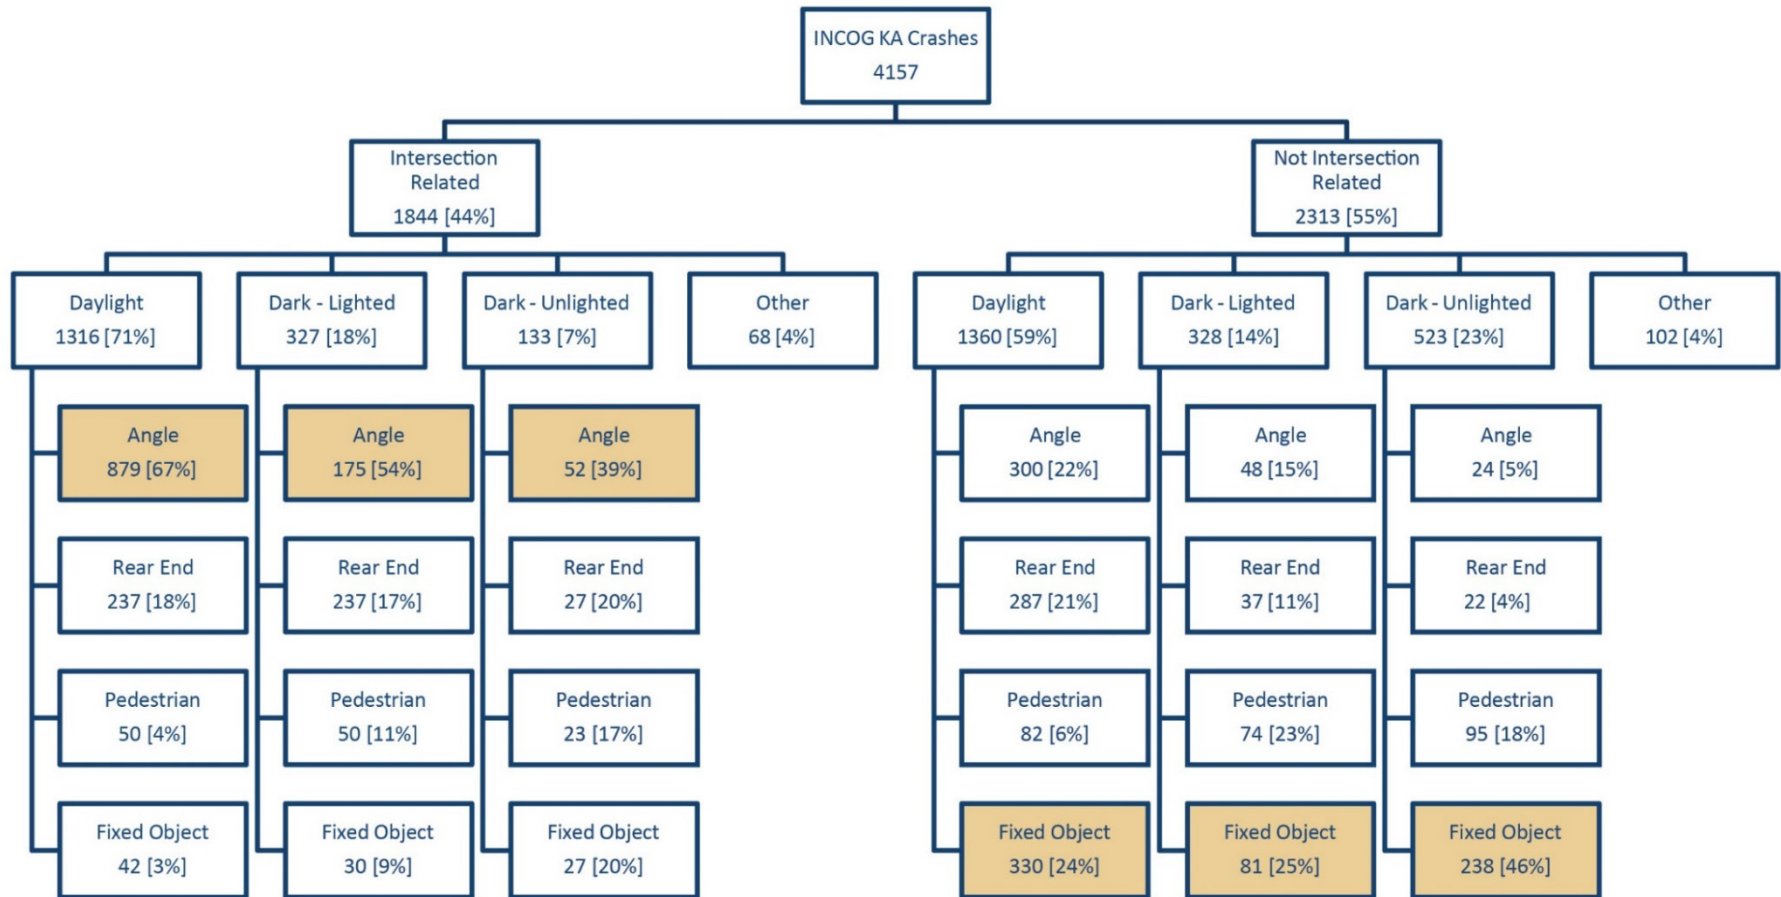 INCOG KA Crashes
4157
Intersection
Related
1844 [44%]
Not Intersection
Related
2313 [55%]
Daylight
1316 [71%]
Dark - Lighted
327 [18%]
Dark - Unlighted
133 [7%]
Other
68 [4%]
Daylight
1360 [59%]
Dark - Lighted
328 [14%]
Dark - Unlighted
523 [23%]
Other
102 [4%]
Angle
879 [67%]
Angle
175 [54%]
Angle
52 [39%]
Angle
300 [22%]
Angle
48 [15%]
Angle
24 [5%]
Rear End
237 [18%]
Rear End
237 [17%]
Rear End
27 [20%]
Rear End
287 [21%]
Rear End
37 [11%]
Rear End
22 [4%]
Pedestrian
50 [4%]
Pedestrian
50 [11%]
Pedestrian
23 [17%]
Pedestrian
82 [6%]
Pedestrian
74 [23%]
Pedestrian
95 [18%]
Fixed Object
42 [3%]
Fixed Object
30 [9%]
Fixed Object
27 [20%]
Fixed Object
330 [24%]
Fixed Object
81 [25%]
Fixed Object
238 [46%]